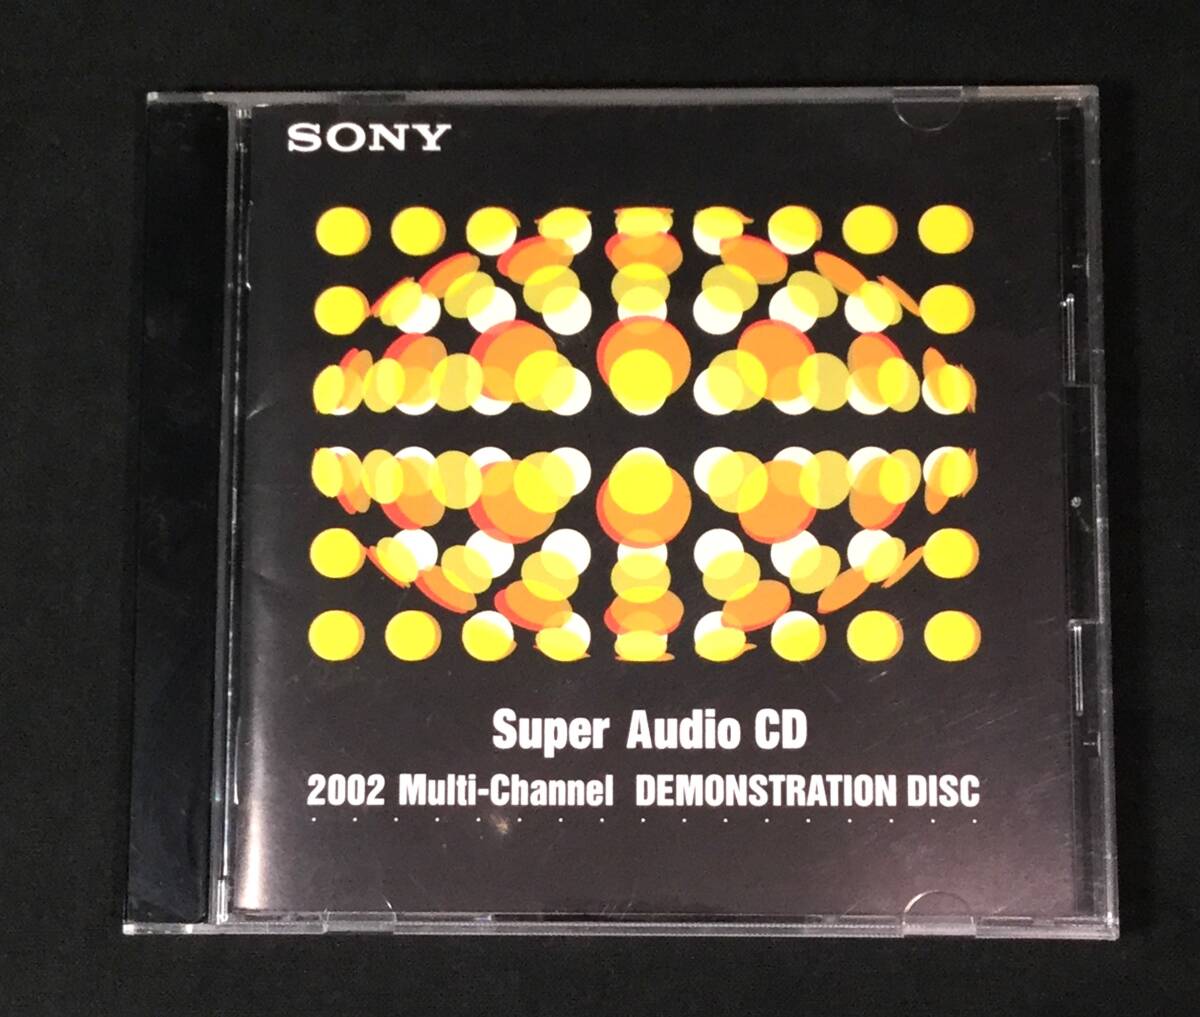 SONY
Super Audio CD
2002 Multi-Channel DEMONSTRATION DISC